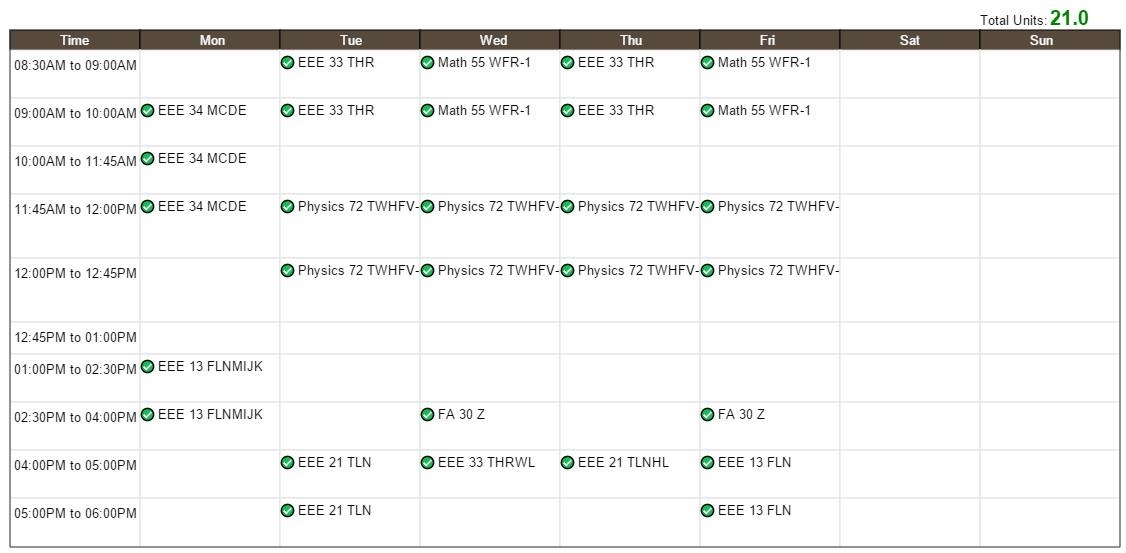 Total Units: 21.0
Time Mon Tue Wed Thu Fri Sat Sun
08:30AM to 09:00AM EEE 33 THR Math 55 WFR-1 EEE 33 THR Math 55 WFR-1
09:00AM to 10:00AM EEE 34 MCDE EEE 33 THR Math 55 WFR-1 EEE 33 THR Math 55 WFR-1
10:00AM to 11:45AM EEE 34 MCDE
11:45AM to 12:00PM EEE 34 MCDE Physics 72 TWHFV- Physics 72 TWHFV- Physics 72 TWHFV- Physics 72 TWHFV-
12:00PM to 12:45PM Physics 72 TWHFV- Physics 72 TWHFV- Physics 72 TWHFV- Physics 72 TWHFV-
12:45PM to 01:00PM
01:00PM to 02:30PM EEE 13 FLNMIJK
02:30PM to 04:00PM EEE 13 FLNMIJK FA 30 Z FA 30 Z
04:00PM to 05:00PM EEE 21 TLN EEE 33 THRWL EEE 21 TLNHL EEE 13 FLN
05:00PM to 06:00PM EEE 21 TLN EEE 13 FLN